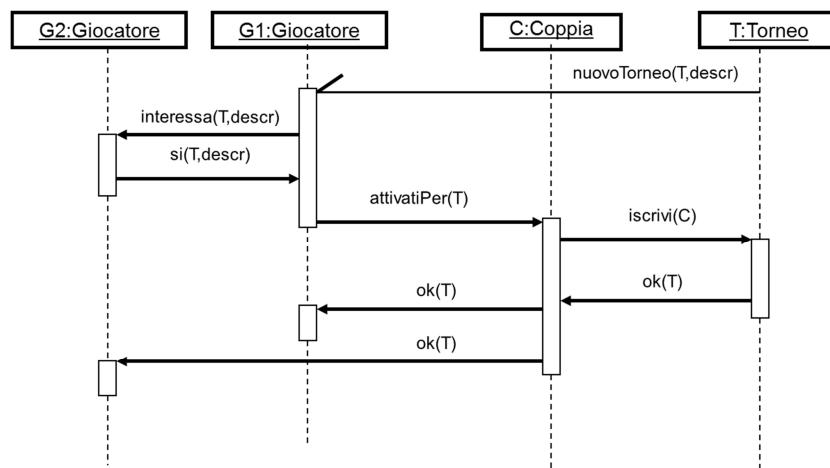 G2:Giocatore
G1:Giocatore
C:Coppia
T:Torneo
nuovoTorneo(T,descr)
interessa(T,descr)
si(T,descr)
attivatiPer(T)
iscrivi(C)
ok(T)
ok(T)
ok(T)